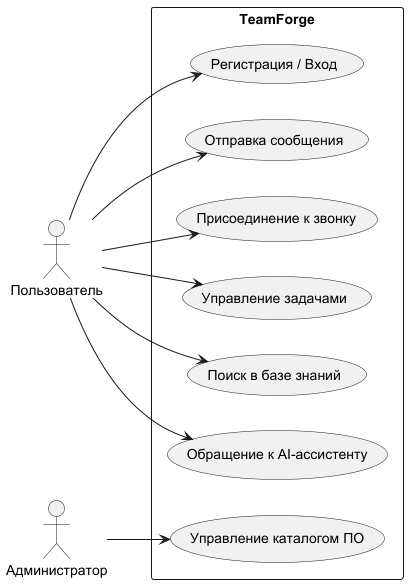 TeamForge
Регистрация / Вход
Отправка сообщения
Присоединение к звонку
Управление задачами
Пользователь
Поиск в базе знаний
Обращение к AI-ассистенту
Управление каталогом ПО
Администратор